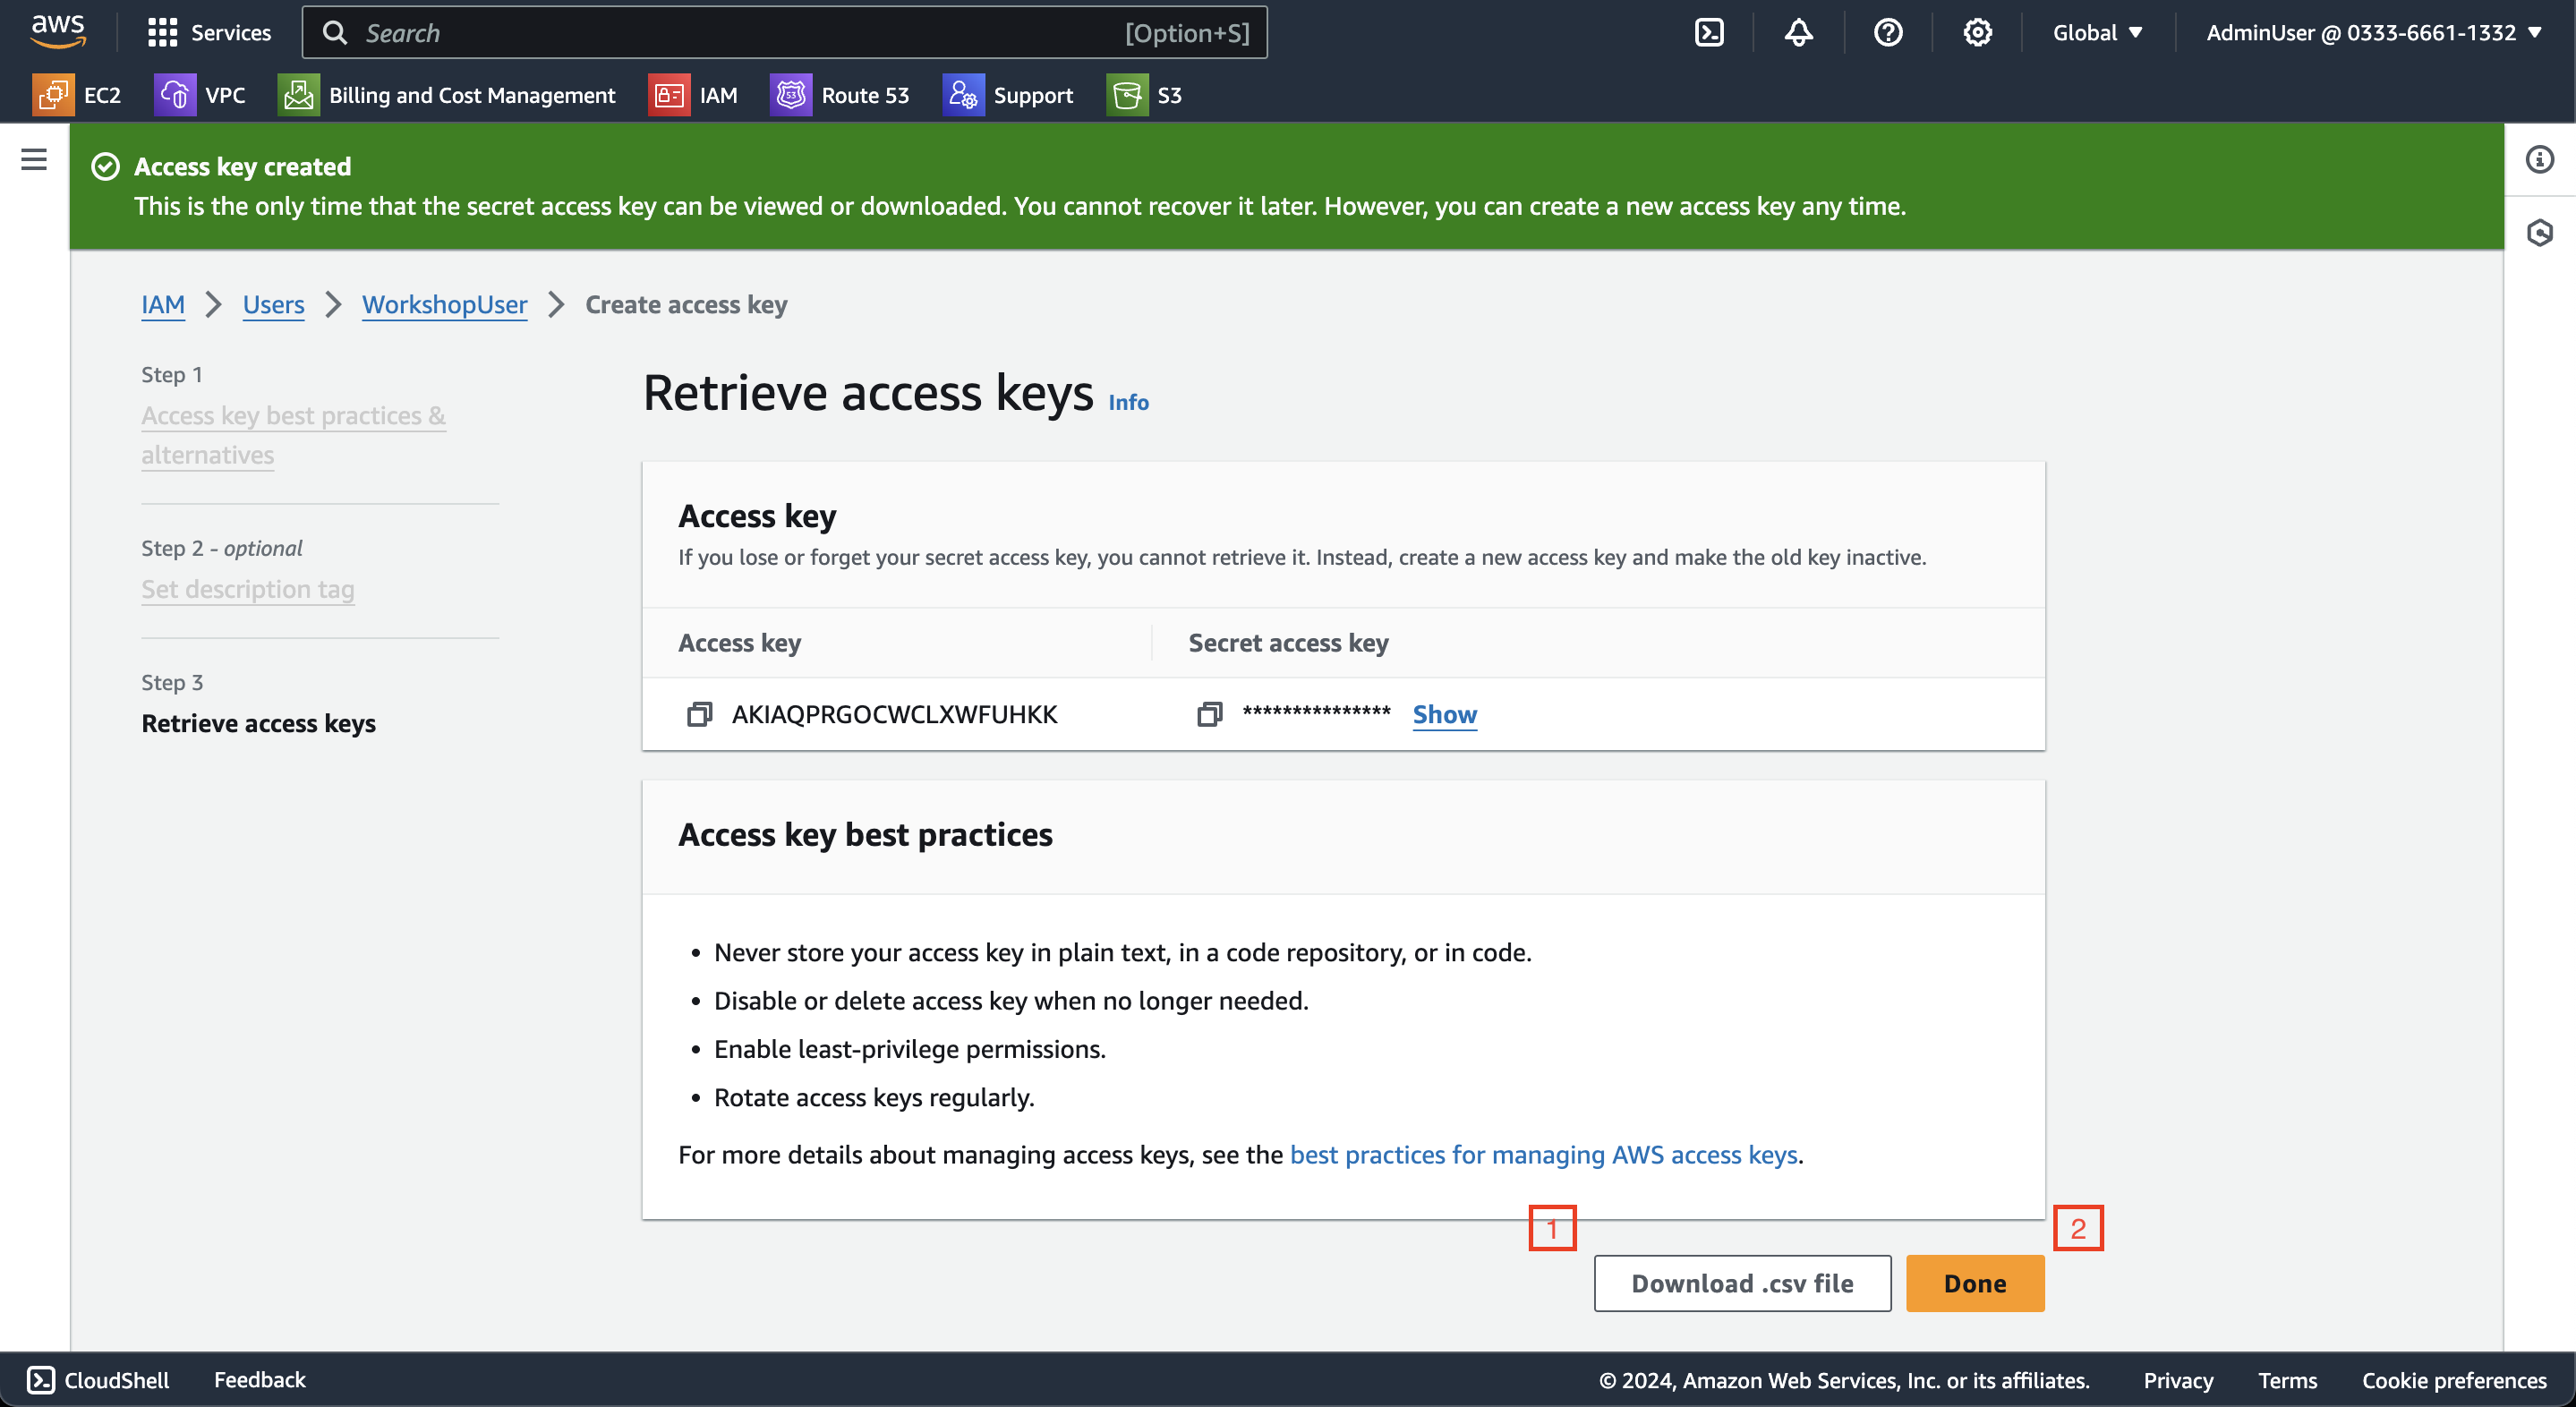 aws
Services
Search
[Option+S]
Global
AdminUser @ 0333-6661-1332
EC2
VPC
Billing and Cost Management
IAM
53
Route 53
Support
S3
Access key created
This is the only time that the secret access key can be viewed or downloaded. You cannot recover it later. However, you can create a new access key any time.
IAM
Users
WorkshopUser
Create access key
Step 1
Access key best practices &
alternatives
Step 2 - optional
Set description tag
Step 3
Retrieve access keys
Retrieve access keys Info
Access key
If you lose or forget your secret access key, you cannot retrieve it. Instead, create a new access key and make the old key inactive.
Access key
Secret access key
AKIAQPRGOCWCLXWFUHKK
*************** Show
Access key best practices
• Never store your access key in plain text, in a code repository, or in code.
• Disable or delete access key when no longer needed.
• Enable least-privilege permissions.
• Rotate access keys regularly.
For more details about managing access keys, see the best practices for managing AWS access keys.
1
2
Download .csv file
Done
CloudShell
Feedback
© 2024, Amazon Web Services, Inc. or its affiliates.
Privacy
Terms
Cookie preferences